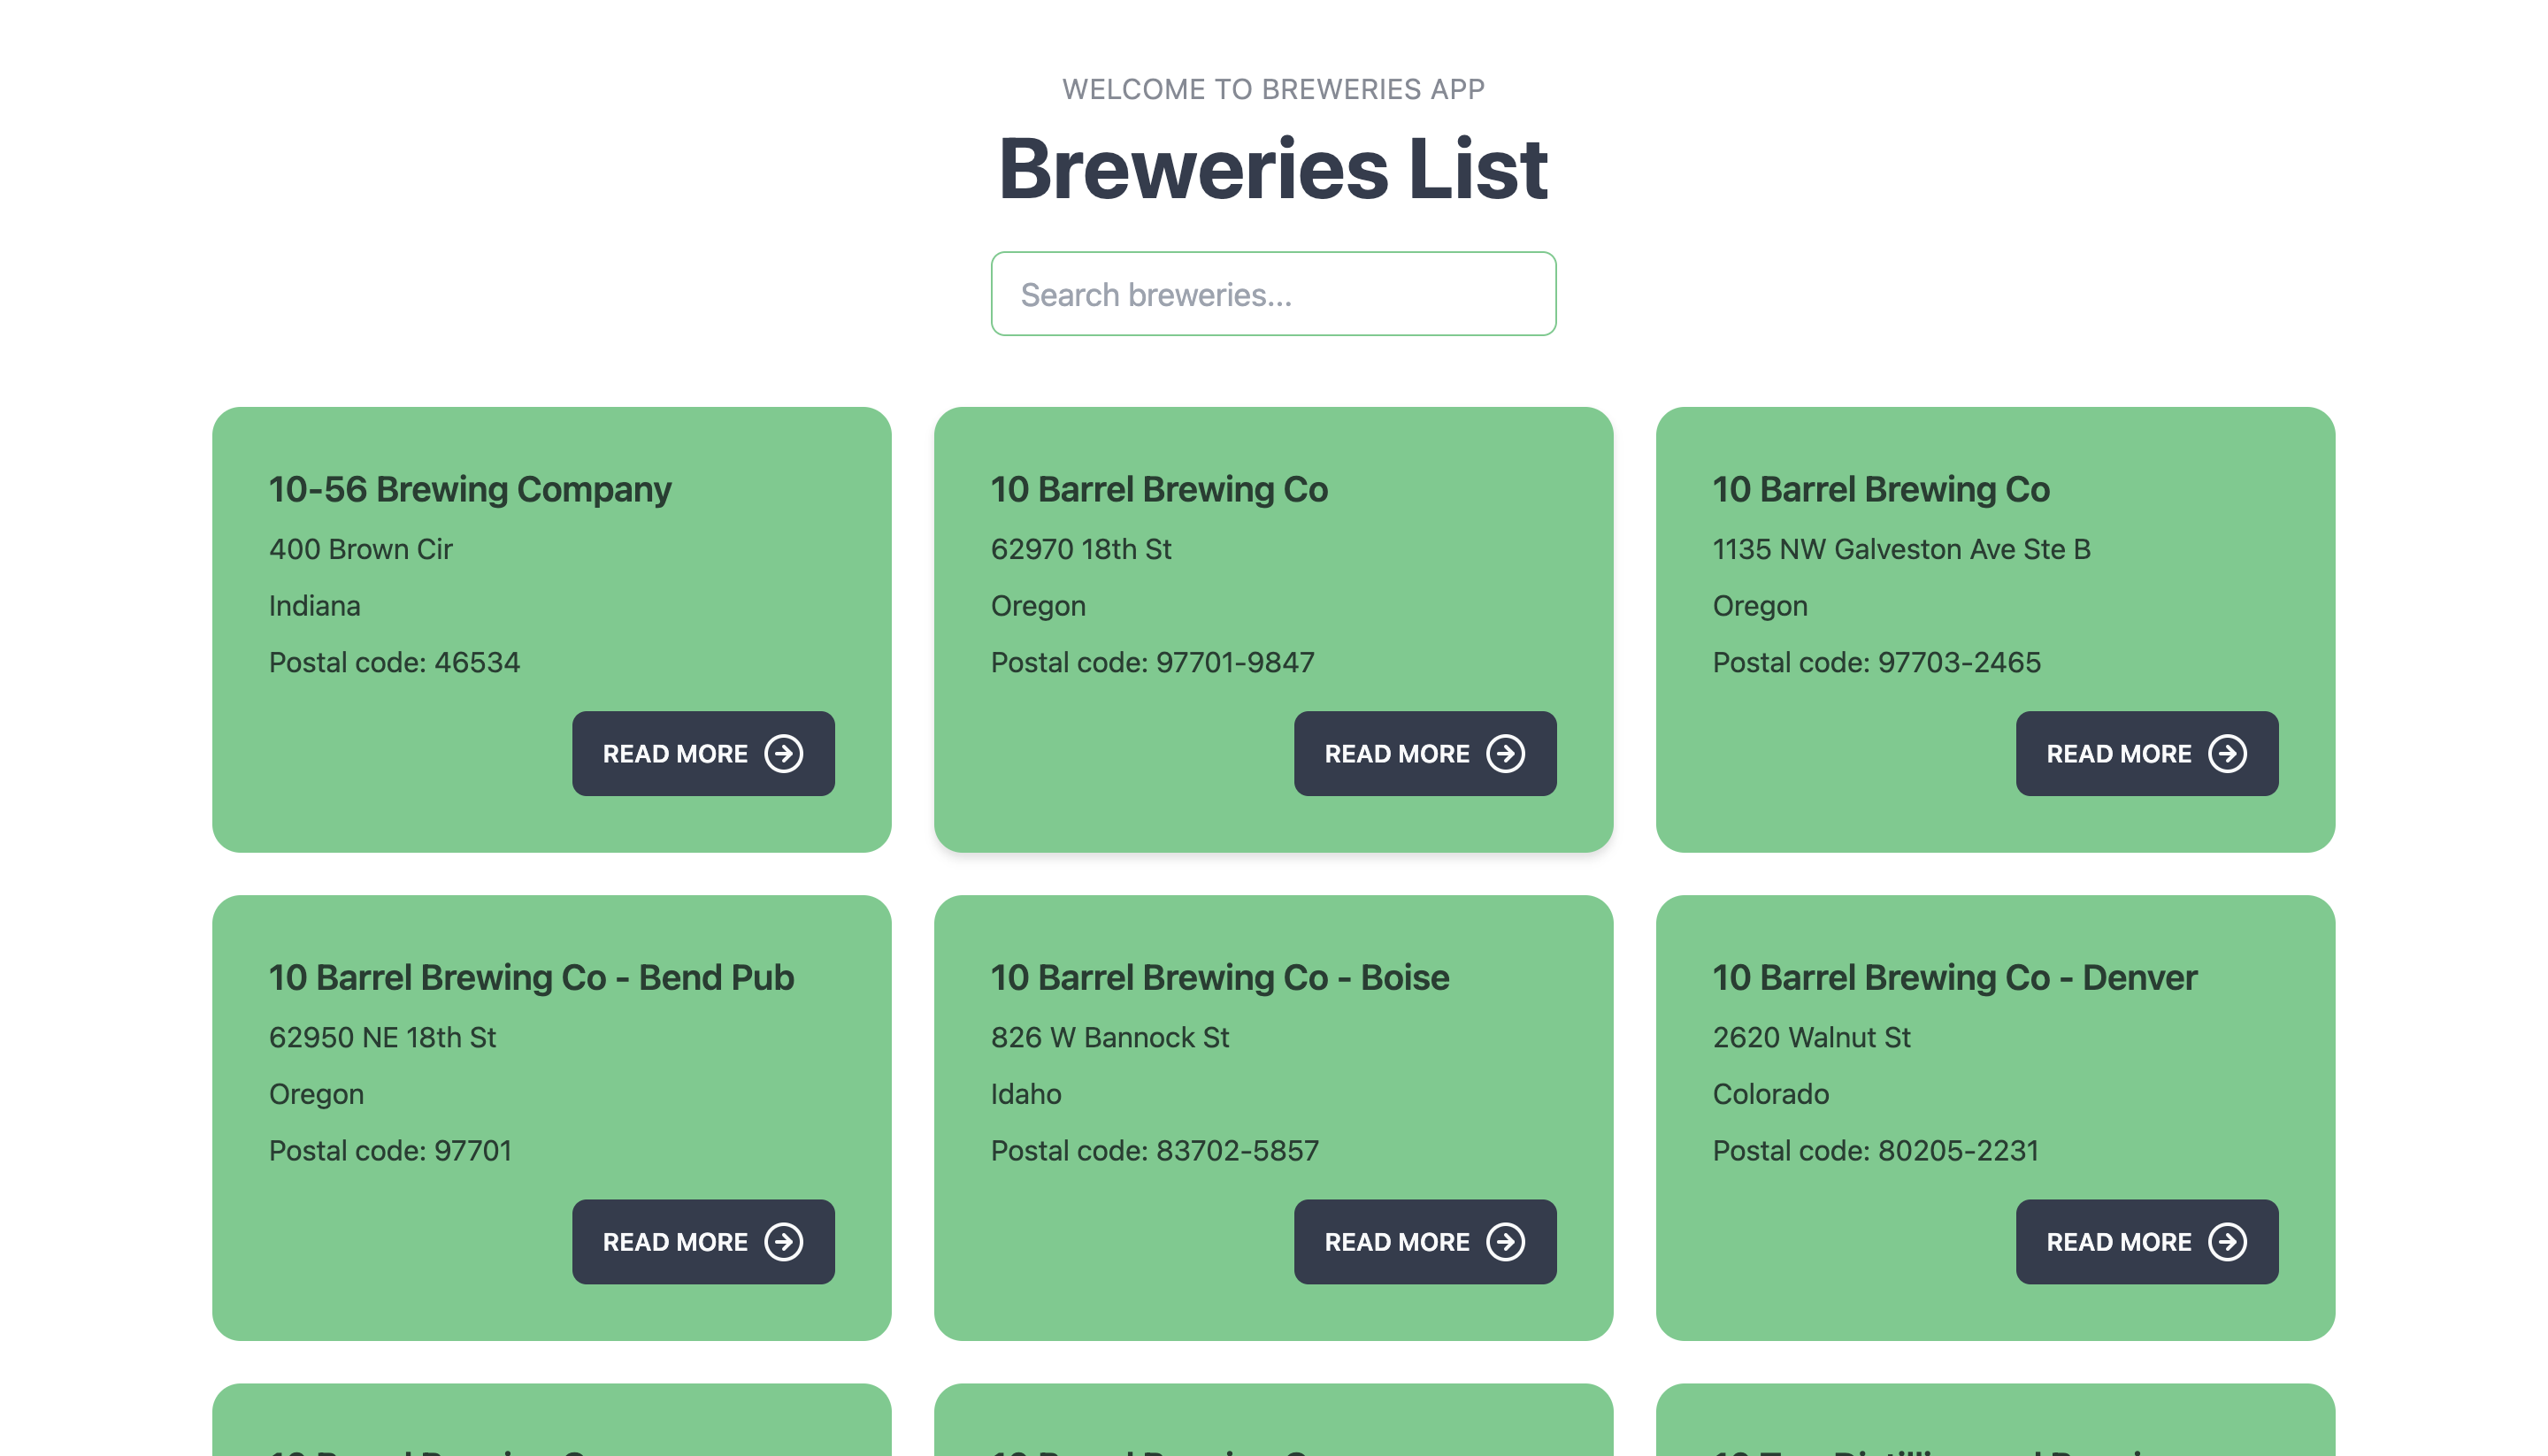 WELCOME TO BREWERIES APP
Breweries List
Search breweries...
10-56 Brewing Company
400 Brown Cir
Indiana
Postal code: 46534
READ MORE
10 Barrel Brewing Co
62970 18th St
Oregon
Postal code: 97701-9847
READ MORE
10 Barrel Brewing Co
1135 NW Galveston Ave Ste B
Oregon
Postal code: 97703-2465
READ MORE
10 Barrel Brewing Co - Bend Pub
62950 NE 18th St
Oregon
Postal code: 97701
READ MORE
10 Barrel Brewing Co - Boise
826 W Bannock St
Idaho
Postal code: 83702-5857
READ MORE
10 Barrel Brewing Co - Denver
2620 Walnut St
Colorado
Postal code: 80205-2231
READ MORE